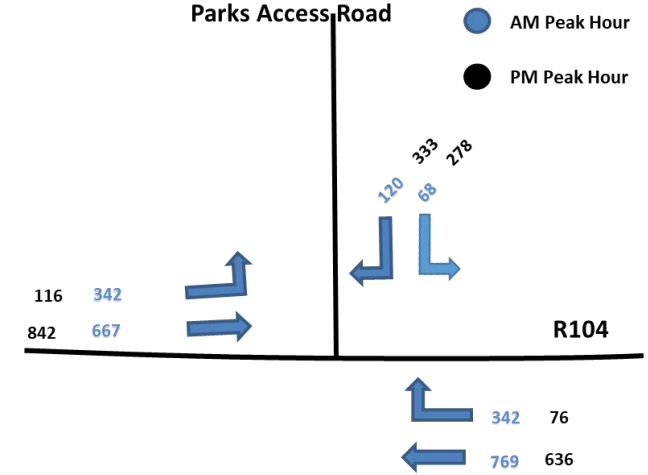 Parks Access Road
AM Peak Hour
PM Peak Hour
333 278
120 68
116 342
842 667
R104
342 76
769 636